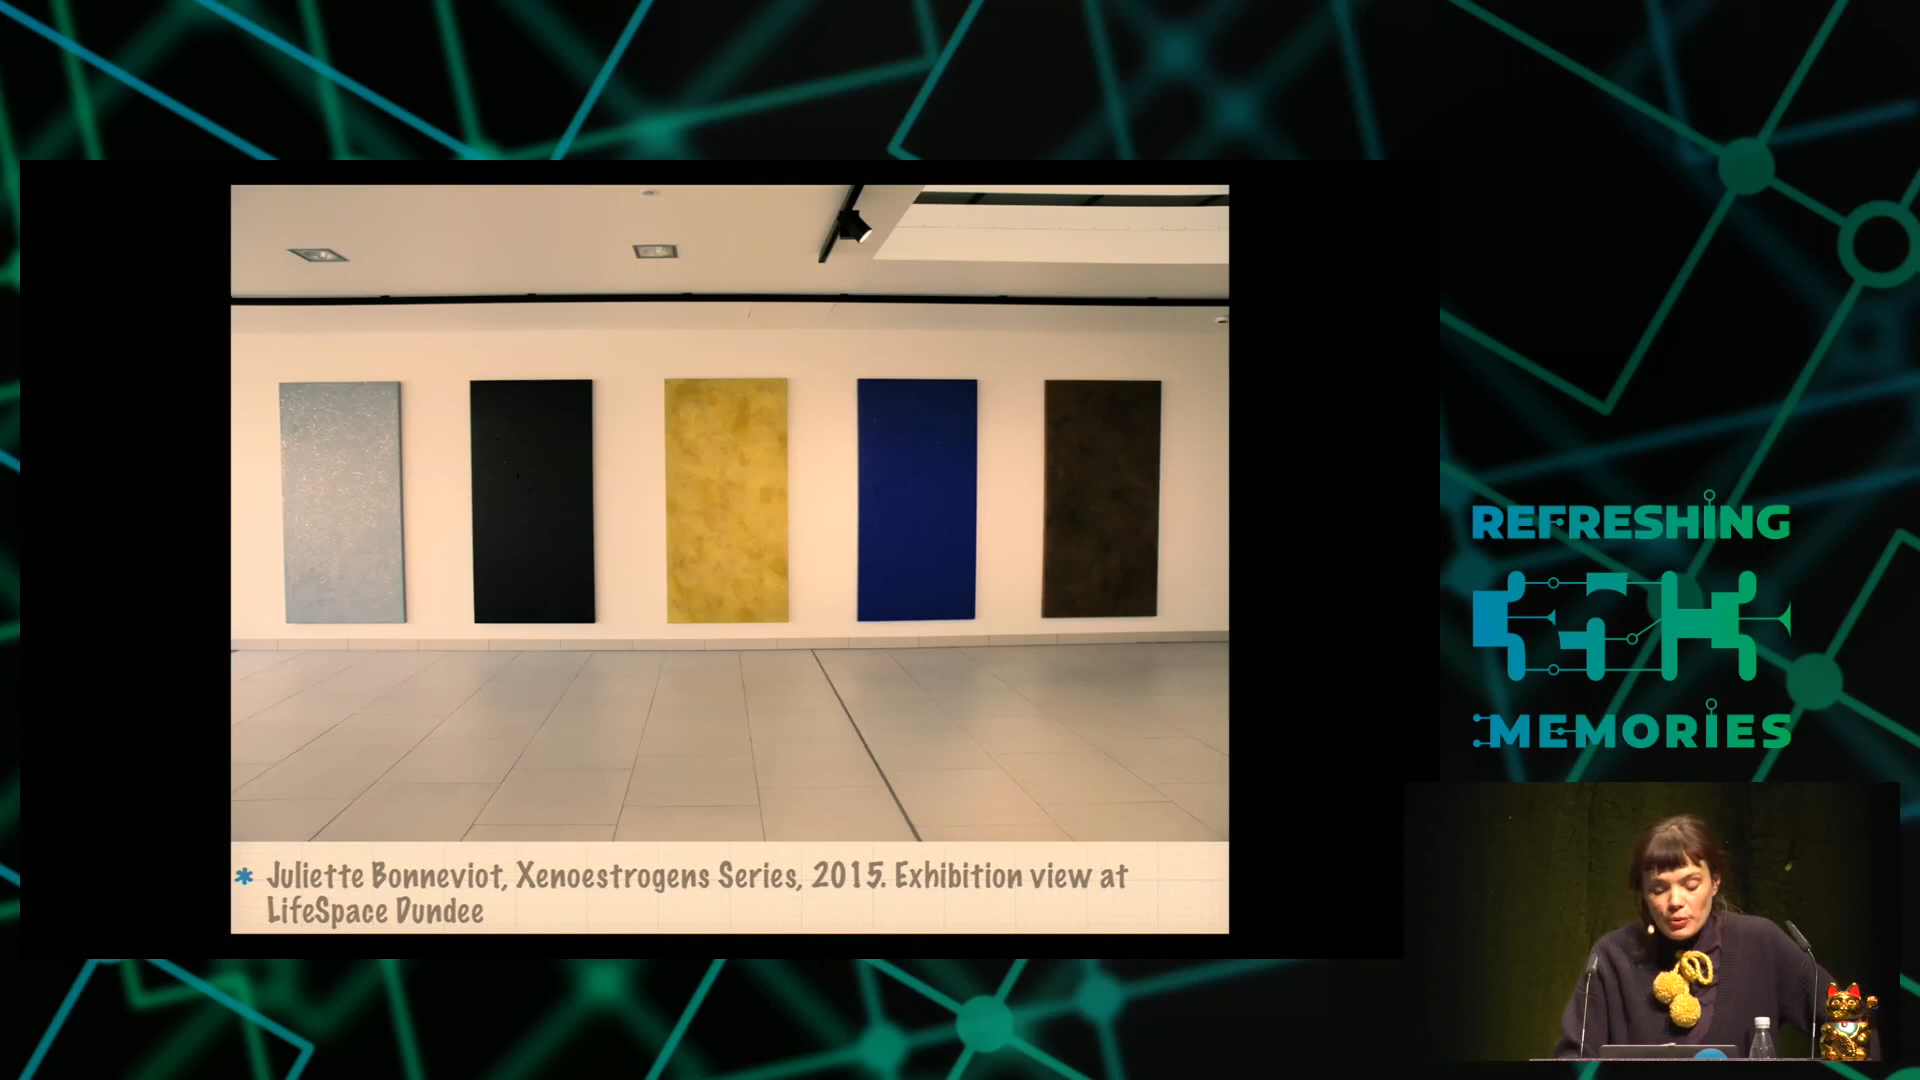 Juliette Bonneviot, Xenoestrogens Series, 2015. Exhibition view at
LifeSpace Dundee
REFRESHING
MEMORIES